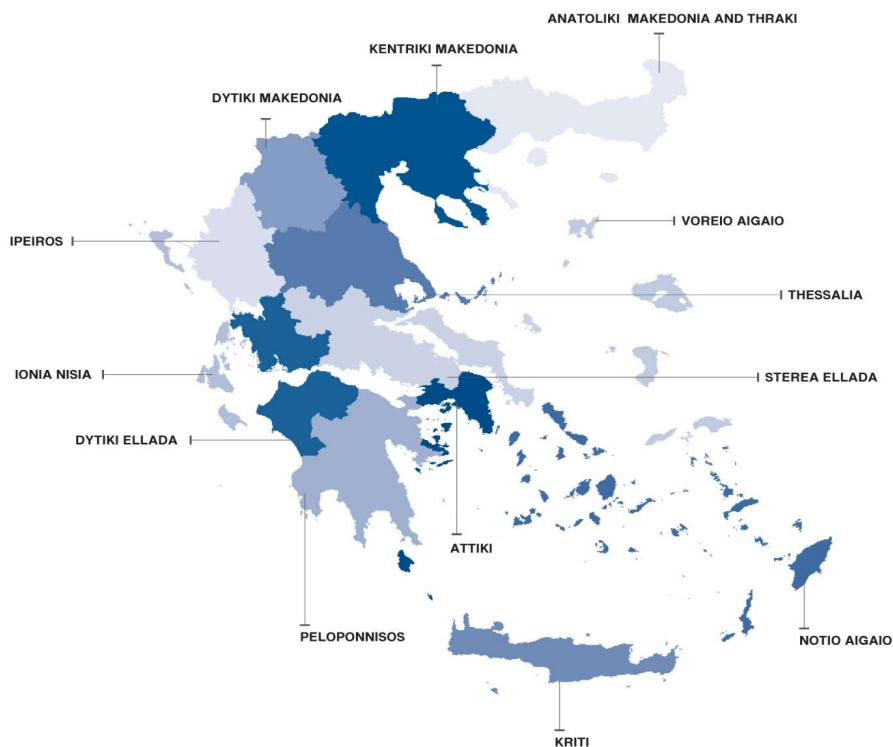 ANATOLIKI MAKEDONIA AND THRAKI
KENTRIKI MAKEDONIA
DYTIKI MAKEDONIA
VOREIO AIGAIO
IPEIROS
THESSALIA
IONIA NISIA
STEREA ELLADA
DYTIKI ELLADA
ATTIKI
PELOPONNISOS
NOTIO AIGAIO
KRITI